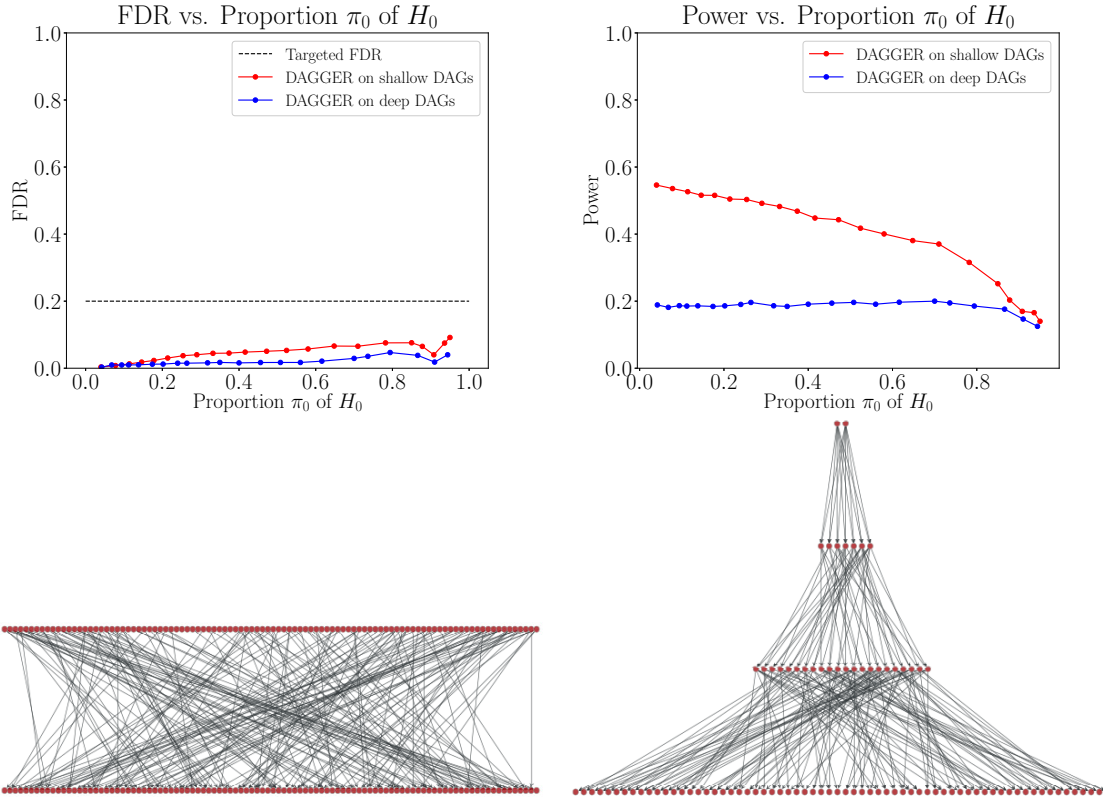 FDR vs. Proportion π₀ of H₀
1.0
0.8
0.6
0.4
0.2
0.0
FDR
Targeted FDR
DAGGER on shallow DAGs
DAGGER on deep DAGs
0.0 0.2 0.4 0.6 0.8 1.0
Proportion π₀ of H₀
Power vs. Proportion π₀ of H₀
1.0
0.8
0.6
0.4
0.2
0.0
Power
DAGGER on shallow DAGs
DAGGER on deep DAGs
0.0 0.2 0.4 0.6 0.8
Proportion π₀ of H₀